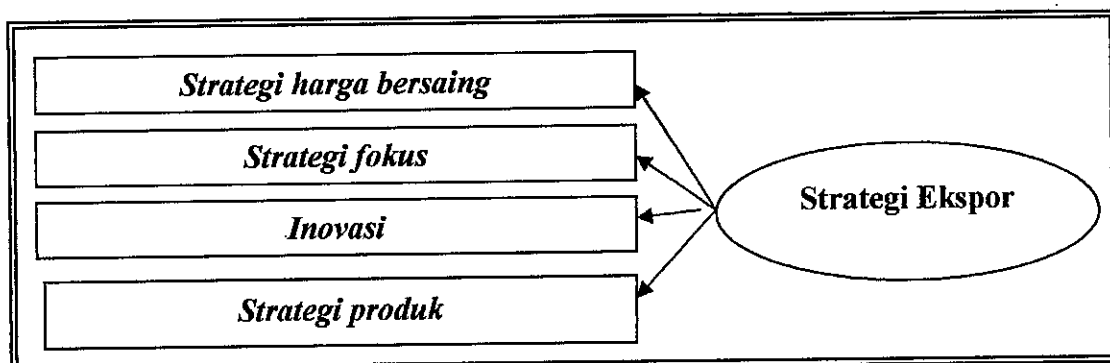 Strategi harga bersaing
Strategi fokus
Strategi Ekspor
Inovasi
Strategi produk